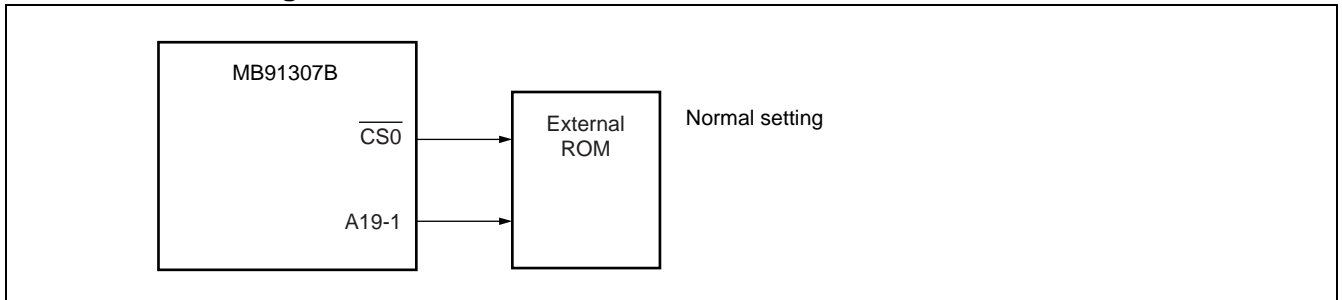 MB91307B
CS0
A19-1
External
ROM
Normal setting